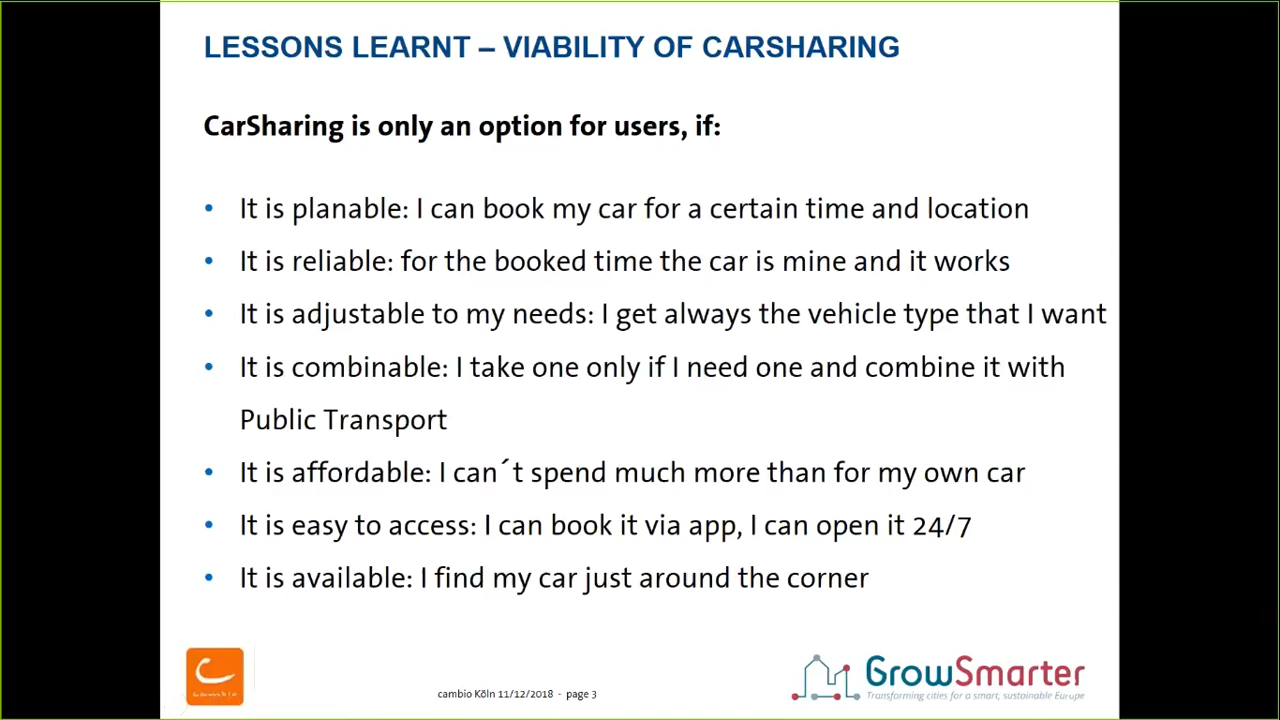 LESSONS LEARNT – VIABILITY OF CARSHARING
CarSharing is only an option for users, if:
• It is planable: I can book my car for a certain time and location
• It is reliable: for the booked time the car is mine and it works
• It is adjustable to my needs: I get always the vehicle type that I want
• It is combinable: I take one only if I need one and combine it with
Public Transport
• It is affordable: I can´t spend much more than for my own car
• It is easy to access: I can book it via app, I can open it 24/7
• It is available: I find my car just around the corner
cambio Köln 11/12/2018 - page 3
GrowSmarter
Transforming cities for a smart, sustainable Europe